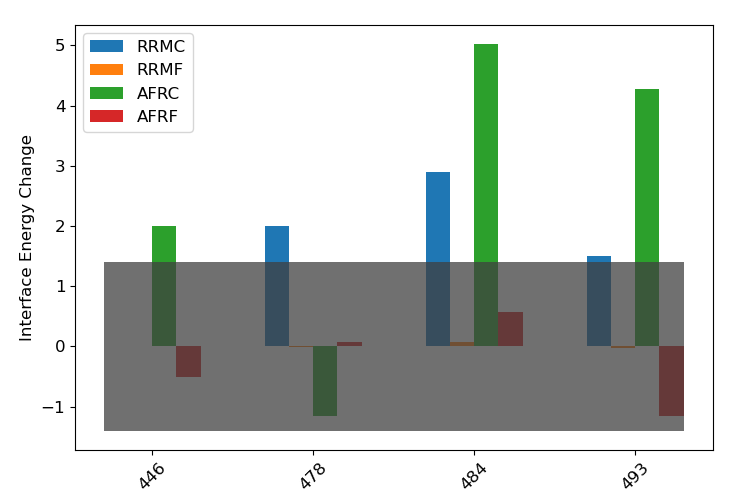 RRMC
RRMF
AFRC
AFRF
Interface Energy Change
5
4
3
2
1
0
−1
446
478
484
493